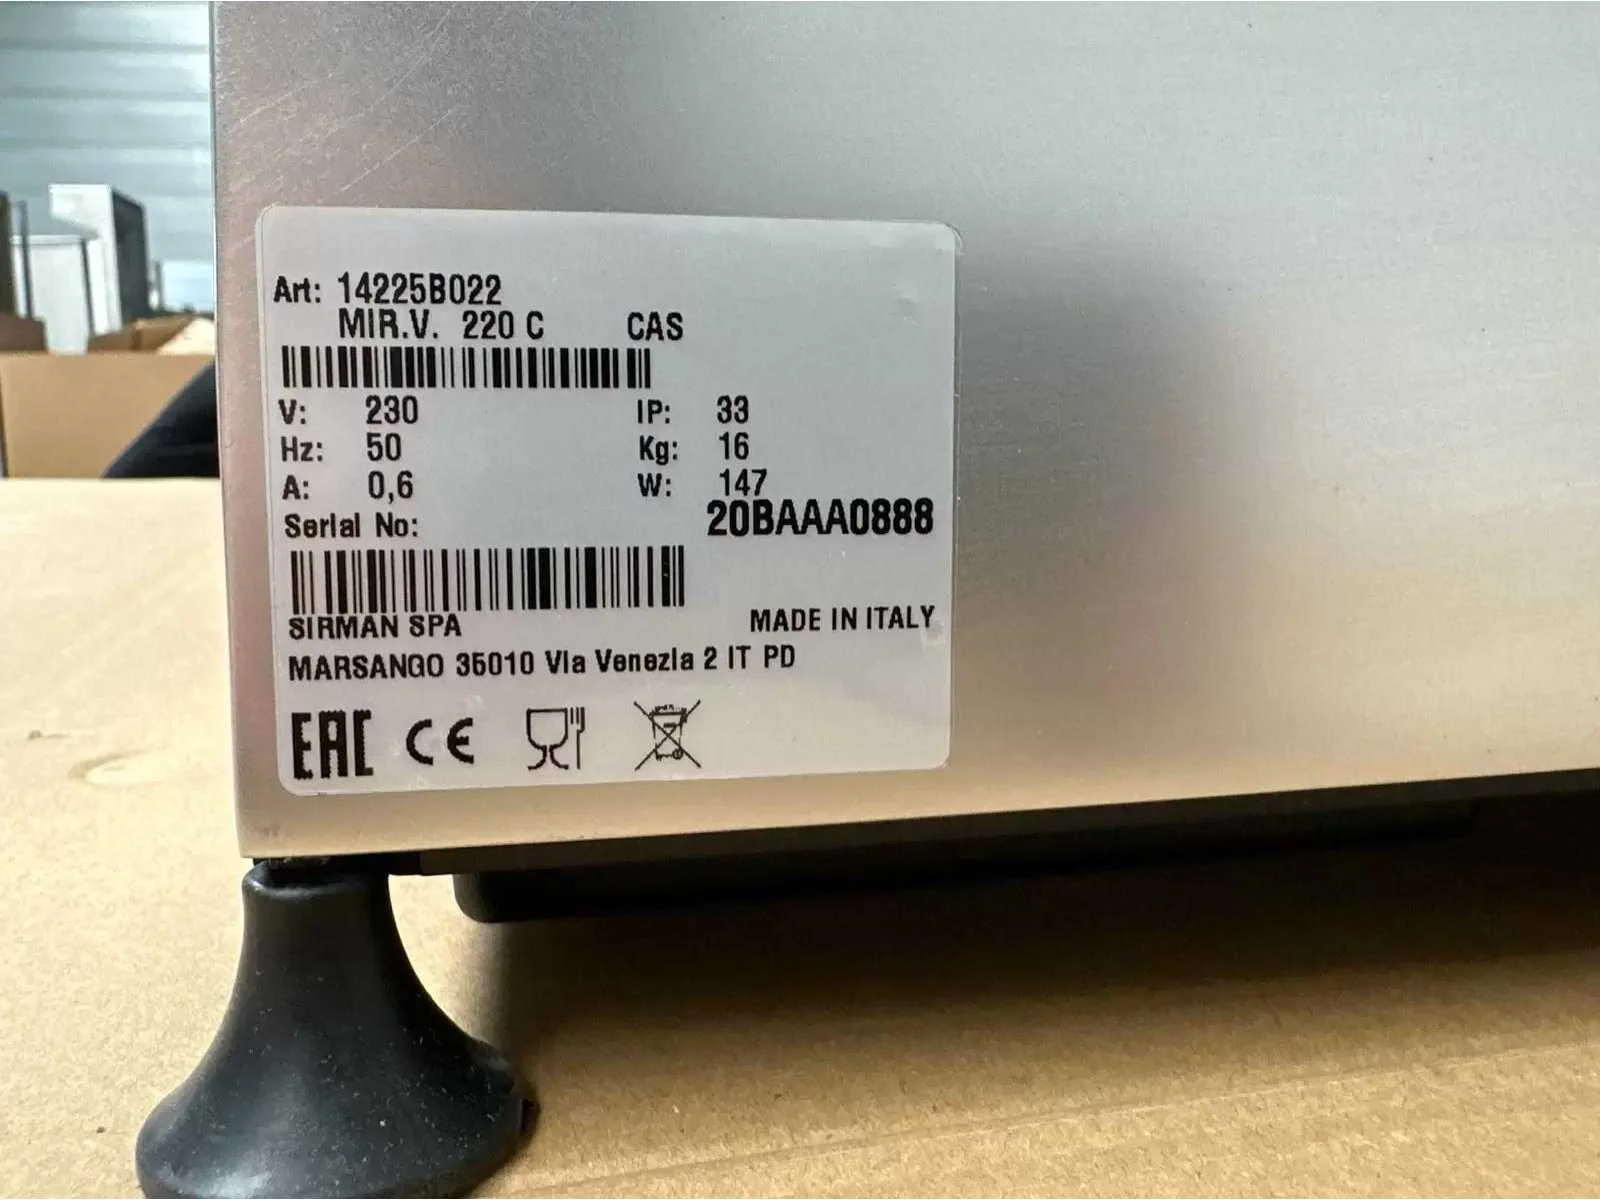 Art: 14225B022
MIR.V. 220 C CAS
V: 230 IP: 33
Hz: 50 Kg: 16
A: 0,6 W: 147
Serial No: 20BAAA0888
SIRMAN SPA MADE IN ITALY
MARSANGO 35010 Via Venezia 2 IT PD
EAC CE